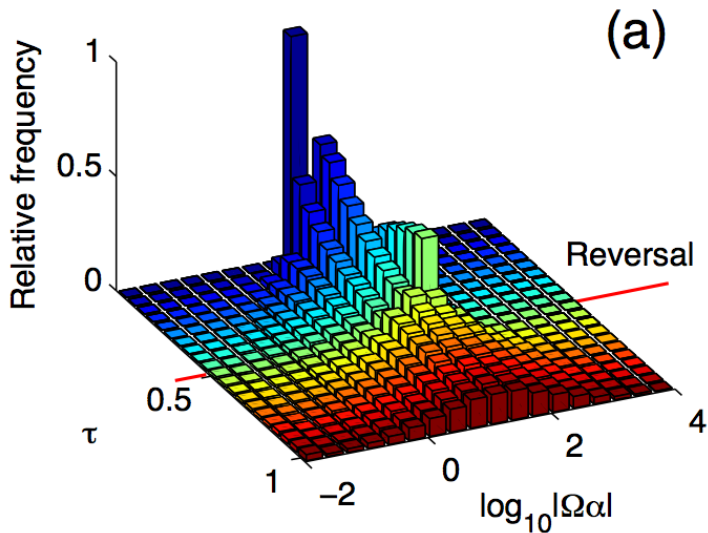 (a)
Relative frequency
1
0.5
0
Reversal
0.5
τ
1
−2
0
2
4
|log10|Ωα|